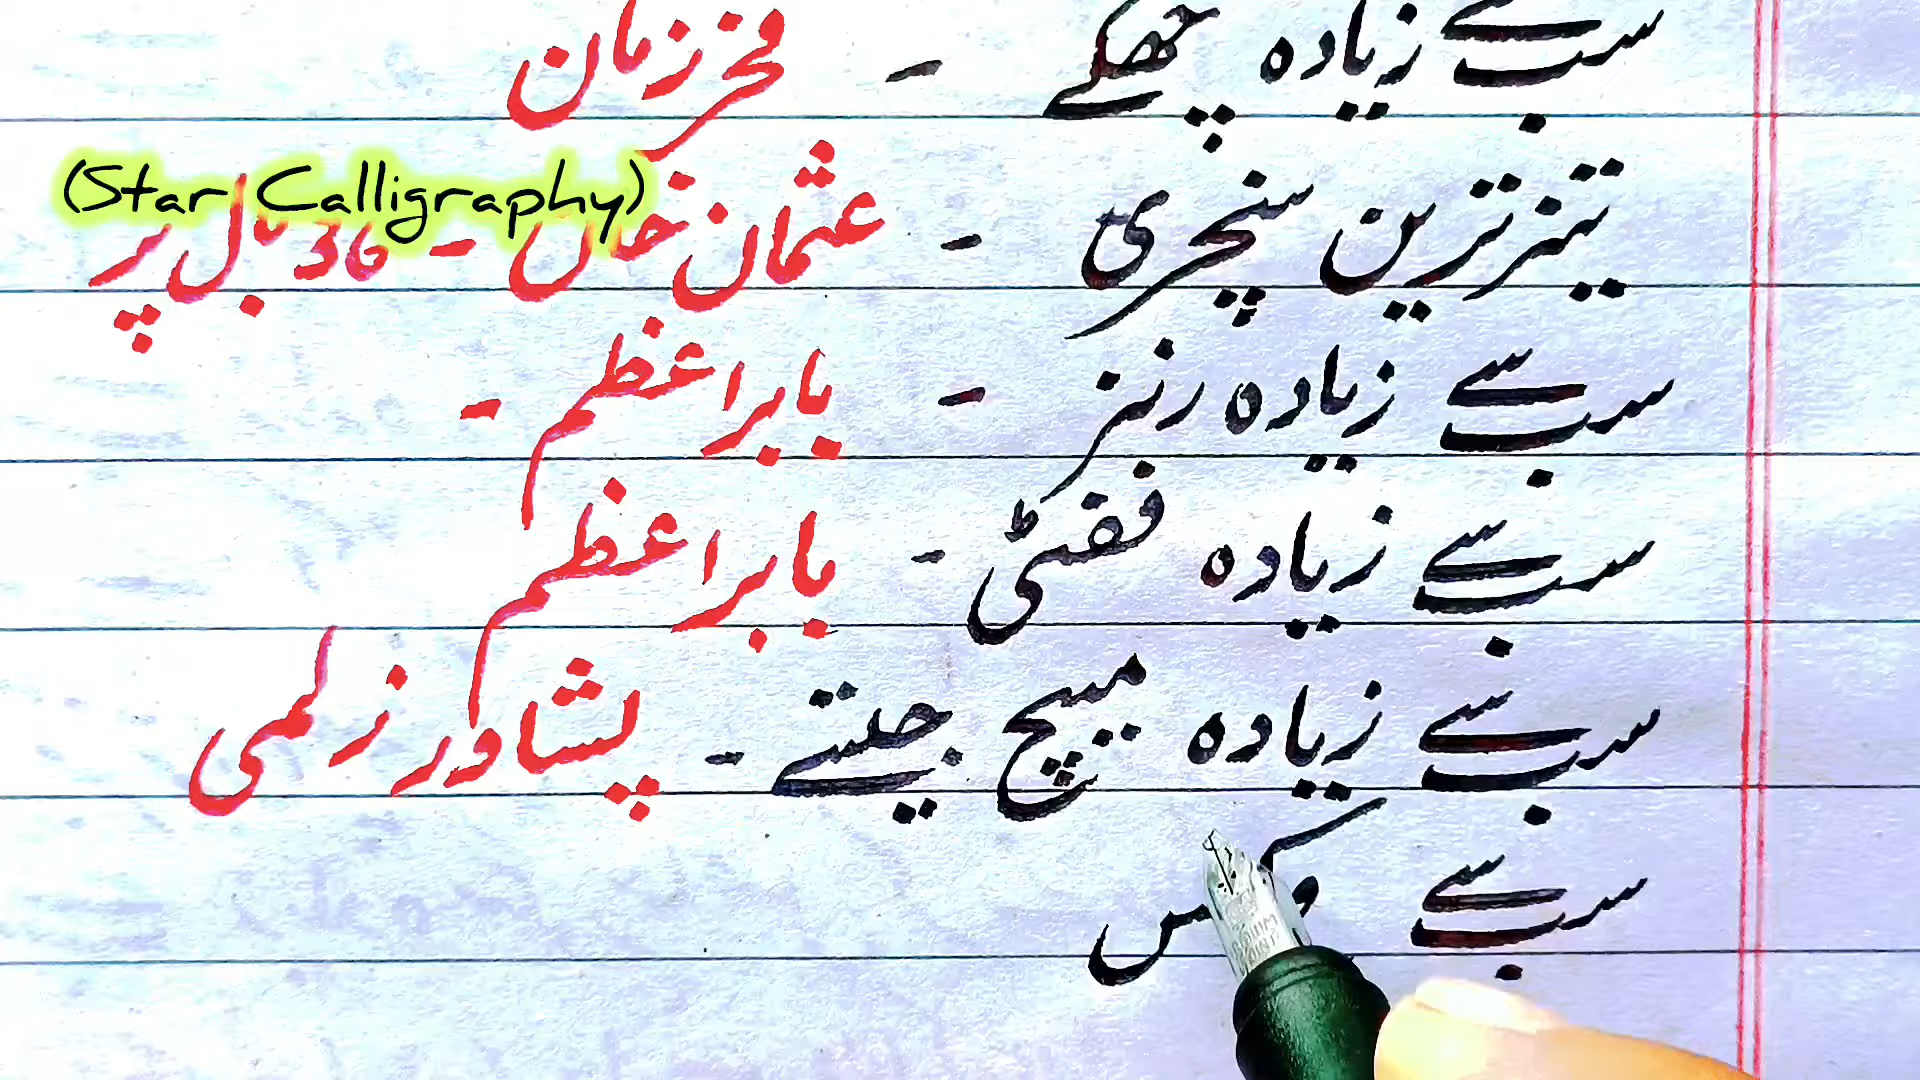 سب سے زیادہ چھکے - فخر زمان
(Star Calligraphy)
تیز ترین سنچری - عثمان خان - 36 بال پر
سب سے زیادہ رنز - بابر اعظم -
سب سے زیادہ ففٹی - بابر اعظم
سب سے زیادہ میچ جیتے - پشاور زلمی
سب سے